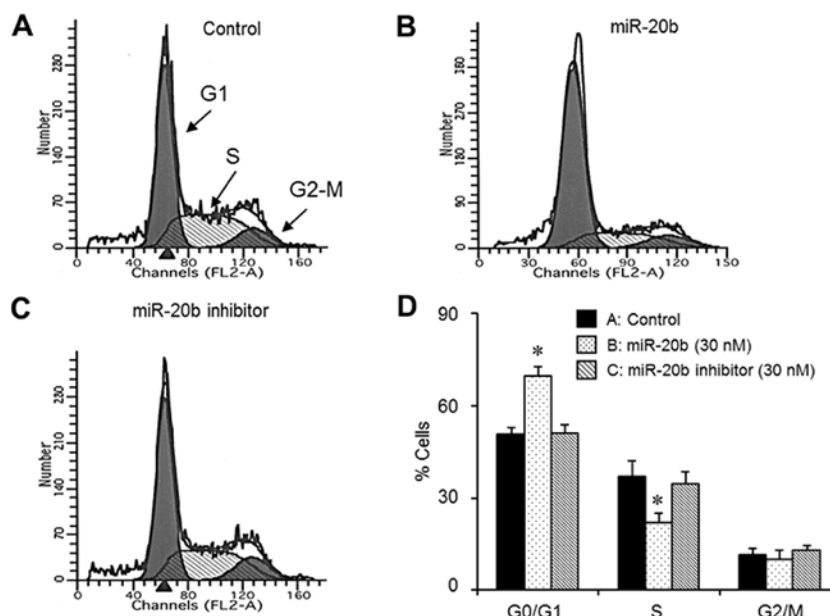 A
Control
Number
280
210
140
70
0
G1
S
G2-M
0 40 80 120 160
Channels (FL2-A)
B
miR-20b
Number
380
270
180
90
0
0 30 60 90 120 150
Channels (FL2-A)
C
miR-20b inhibitor
Number
280
210
140
70
0
0 40 80 120 160
Channels (FL2-A)
D
% Cells
90
60
30
0
A: Control
B: miR-20b (30 nM)
C: miR-20b inhibitor (30 nM)
*
*
G0/G1 S G2/M